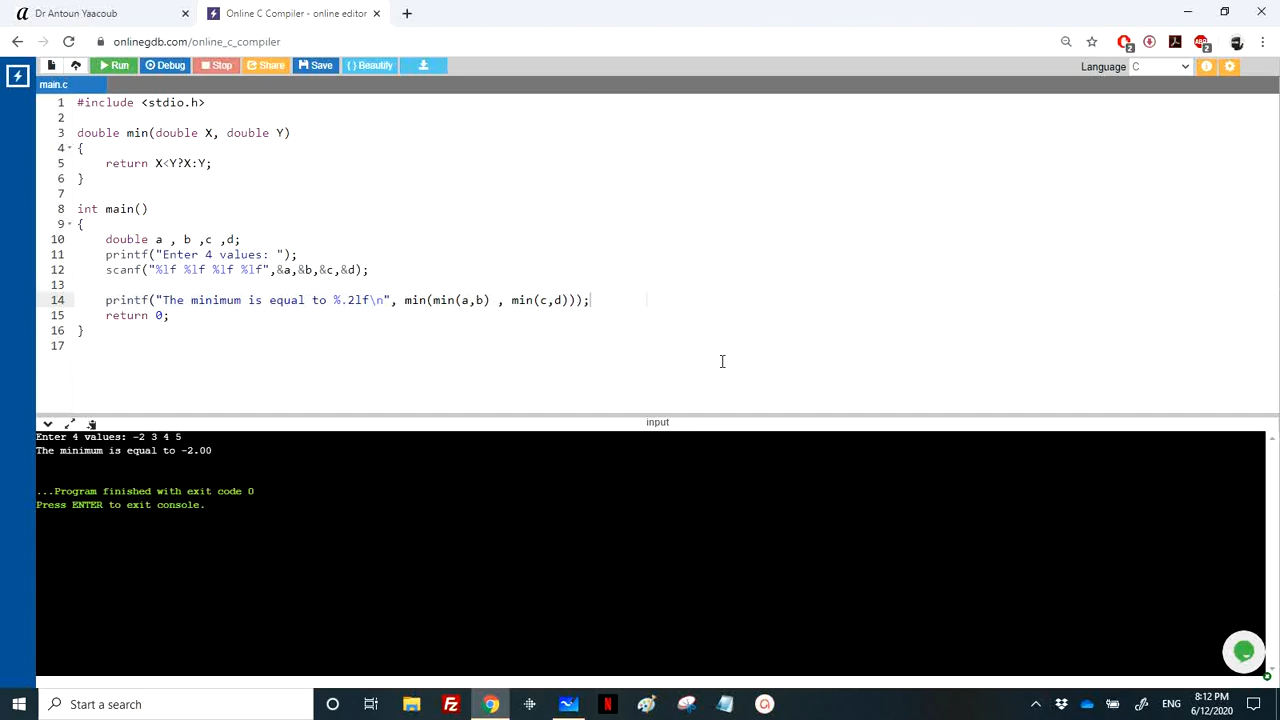 Dr Antoun Yaacoub
Online C Compiler - online editor
onlinegdb.com/online_c_compiler
Run Debug Stop Share Save { } Beautify
Language C
main.c
1 #include <stdio.h>
2
3 double min(double X, double Y)
4 {
5 return X<Y?X:Y;
6 }
7
8 int main()
9 {
10 double a , b ,c ,d;
11 printf("Enter 4 values: ");
12 scanf("%lf %lf %lf %lf",&a,&b,&c,&d);
13
14 printf("The minimum is equal to %.2lf\n", min(min(a,b) , min(c,d)));
15 return 0;
16 }
17
input
Enter 4 values: -2 3 4 5
The minimum is equal to -2.00
...Program finished with exit code 0
Press ENTER to exit console.
Start a search
ENG
8:12 PM
6/12/2020